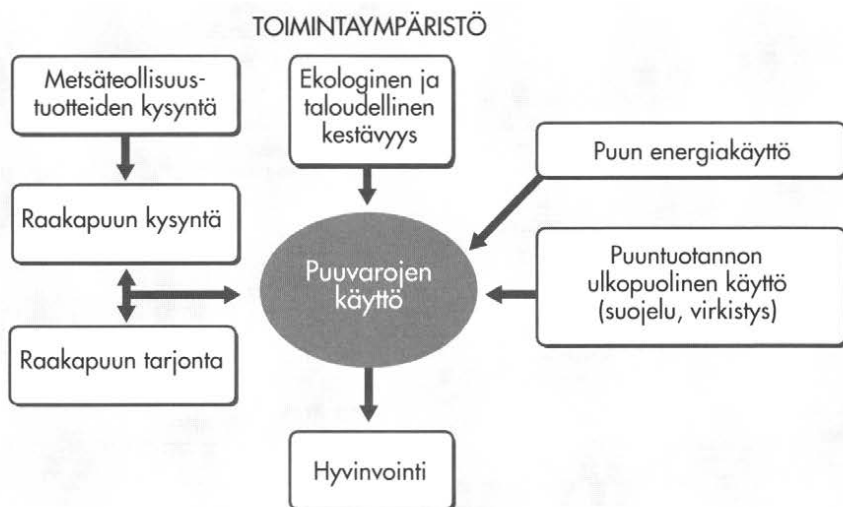 TOIMINTAYMPÄRISTÖ
Metsäteollisuus-
tuotteiden kysyntä
Ekologinen ja
taloudellinen
kestävyys
Puun energiakäyttö
Raakapuun kysyntä
Puuvarojen
käyttö
Puuntuotannon
ulkopuolinen käyttö
(suojelu, virkistys)
Raakapuun tarjonta
Hyvinvointi